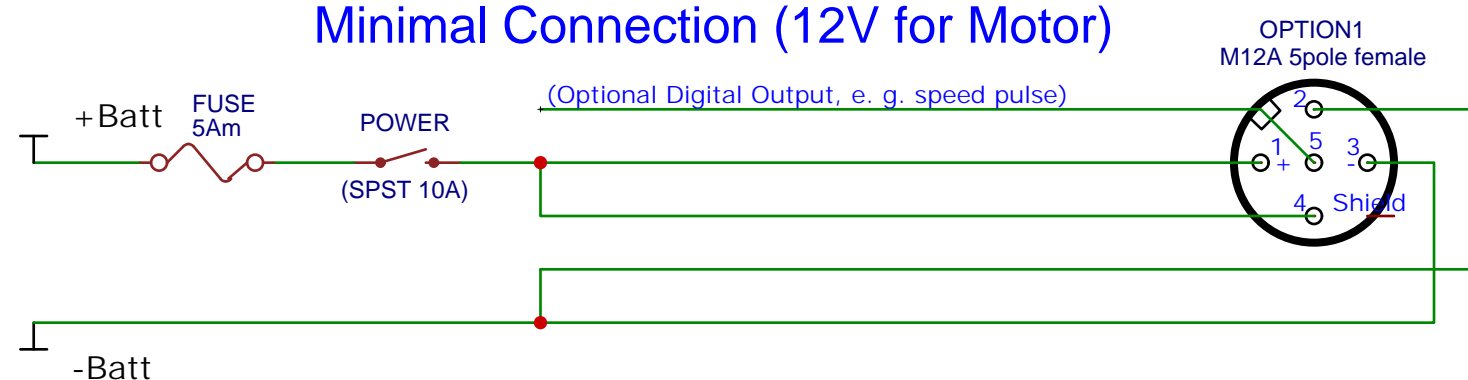 Minimal Connection (12V for Motor)
OPTION1
M12A 5pole female
+Batt
FUSE
5Am
POWER
(SPST 10A)
(Optional Digital Output, e. g. speed pulse)
2
1
5
3
+
-
4
Shield
-Batt